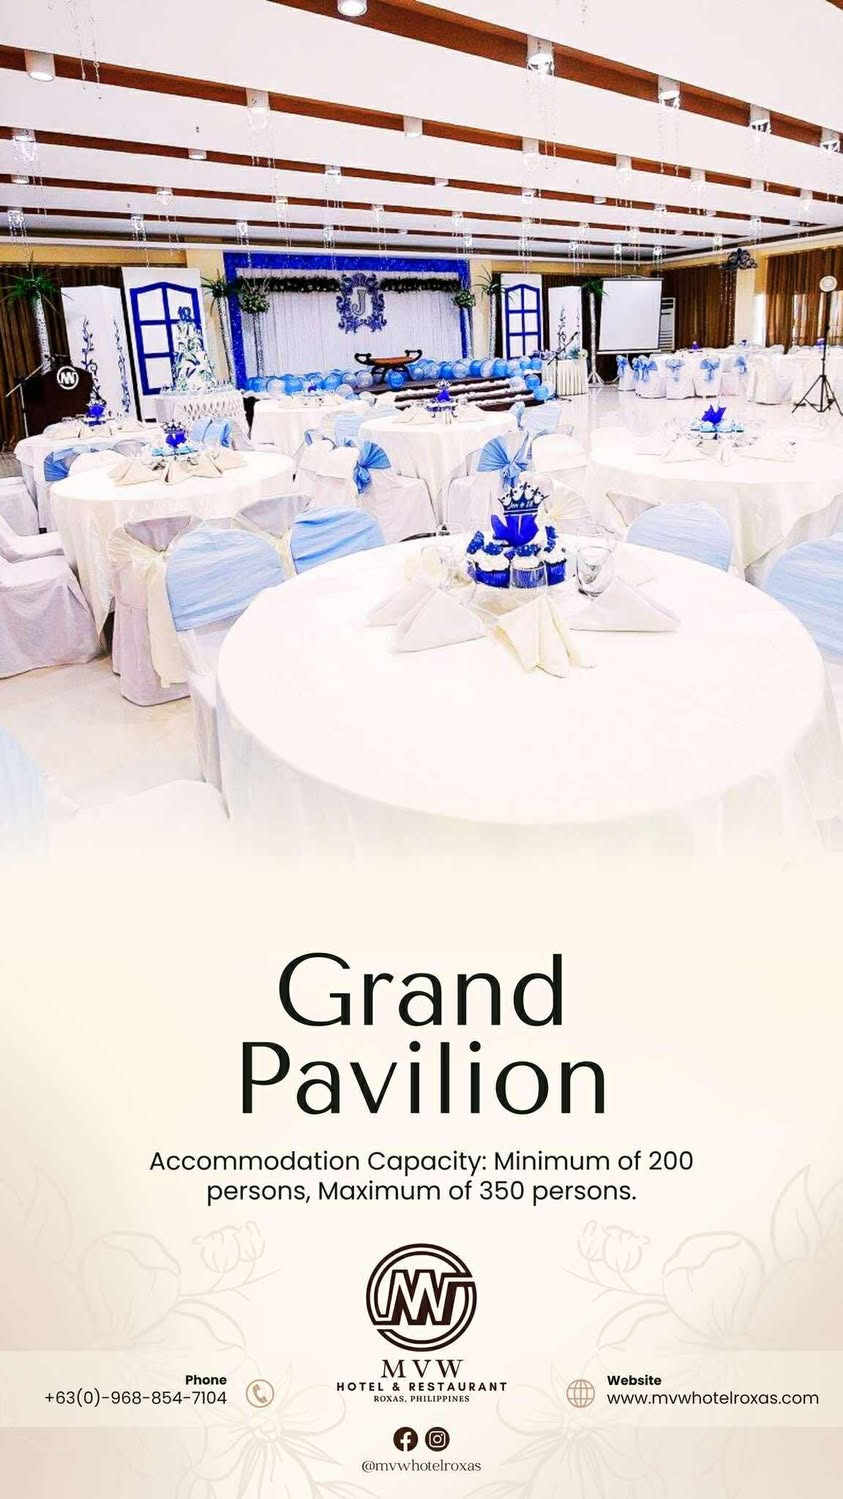 J
18
Grand
Pavilion
Accommodation Capacity: Minimum of 200
persons, Maximum of 350 persons.
MVW
HOTEL & RESTAURANT
ROXAS, PHILIPPINES
Phone
+63(0)-968-854-7104
Website
www.mvwhotelroxas.com
@mvwhotelroxas